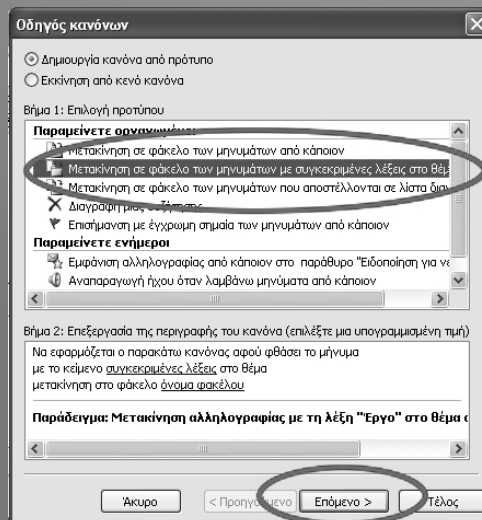 Οδηγός κανόνων
Δημιουργία κανόνα από πρότυπο
Εκκίνηση από κενό κανόνα
Βήμα 1: Επιλογή προτύπου
Παραμείνετε οργανωμένοι
Μετακίνηση σε φάκελο των μηνυμάτων από κάποιον
Μετακίνηση σε φάκελο των μηνυμάτων με συγκεκριμένες λέξεις στο θέμ
Μετακίνηση σε φάκελο των μηνυμάτων που αποστέλλονται σε λίστα διαν
Διαγραφή μιας συζήτησης
Επισήμανση με έγχρωμη σημαία των μηνυμάτων από κάποιον
Παραμείνετε ενήμεροι
Εμφάνιση αλληλογραφίας από κάποιον στο παράθυρο "Ειδοποίηση για νέ
Αναπαραγωγή ήχου όταν λαμβάνω μηνύματα από κάποιον
Βήμα 2: Επεξεργασία της περιγραφής του κανόνα (επιλέξτε μια υπογραμμισμένη τιμή)
Να εφαρμόζεται ο παρακάτω κανόνας αφού φθάσει το μήνυμα
με το κείμενο συγκεκριμένες λέξεις στο θέμα
μετακίνηση στο φάκελο όνομα φακέλου
Παράδειγμα: Μετακίνηση αλληλογραφίας με τη λέξη "Έργο" στο θέμα σ
Άκυρο
< Προηγούμενο
Επόμενο >
Τέλος